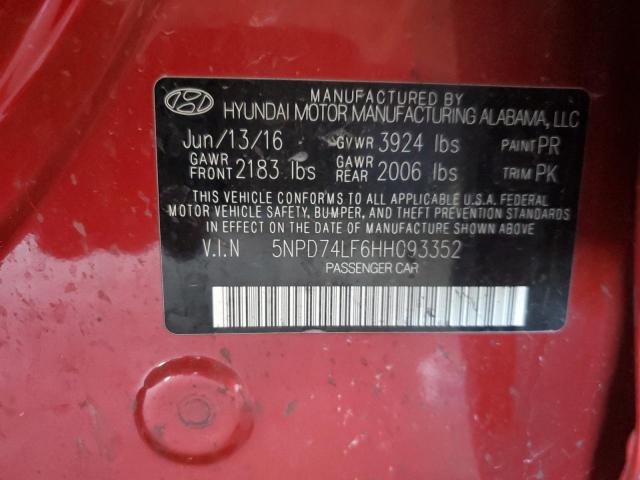 MANUFACTURED BY
HYUNDAI MOTOR MANUFACTURING ALABAMA, LLC
Jun/13/16 GVWR 3924 lbs PAINT PR
GAWR FRONT 2183 lbs GAWR REAR 2006 lbs TRIM PK
THIS VEHICLE CONFORMS TO ALL APPLICABLE U.S.A. FEDERAL
MOTOR VEHICLE SAFETY, BUMPER, AND THEFT PREVENTION STANDARDS
IN EFFECT ON THE DATE OF MANUFACTURE SHOWN ABOVE
V.I.N 5NPD74LF6HH093352
PASSENGER CAR